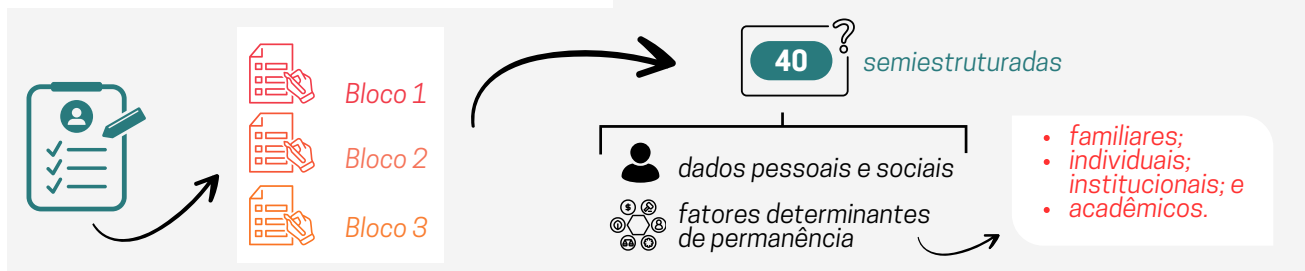 Bloco 1
Bloco 2
Bloco 3
40
?
semiestruturadas
dados pessoais e sociais
fatores determinantes
de permanência
• familiares;
• individuais;
institucionais; e
• acadêmicos.